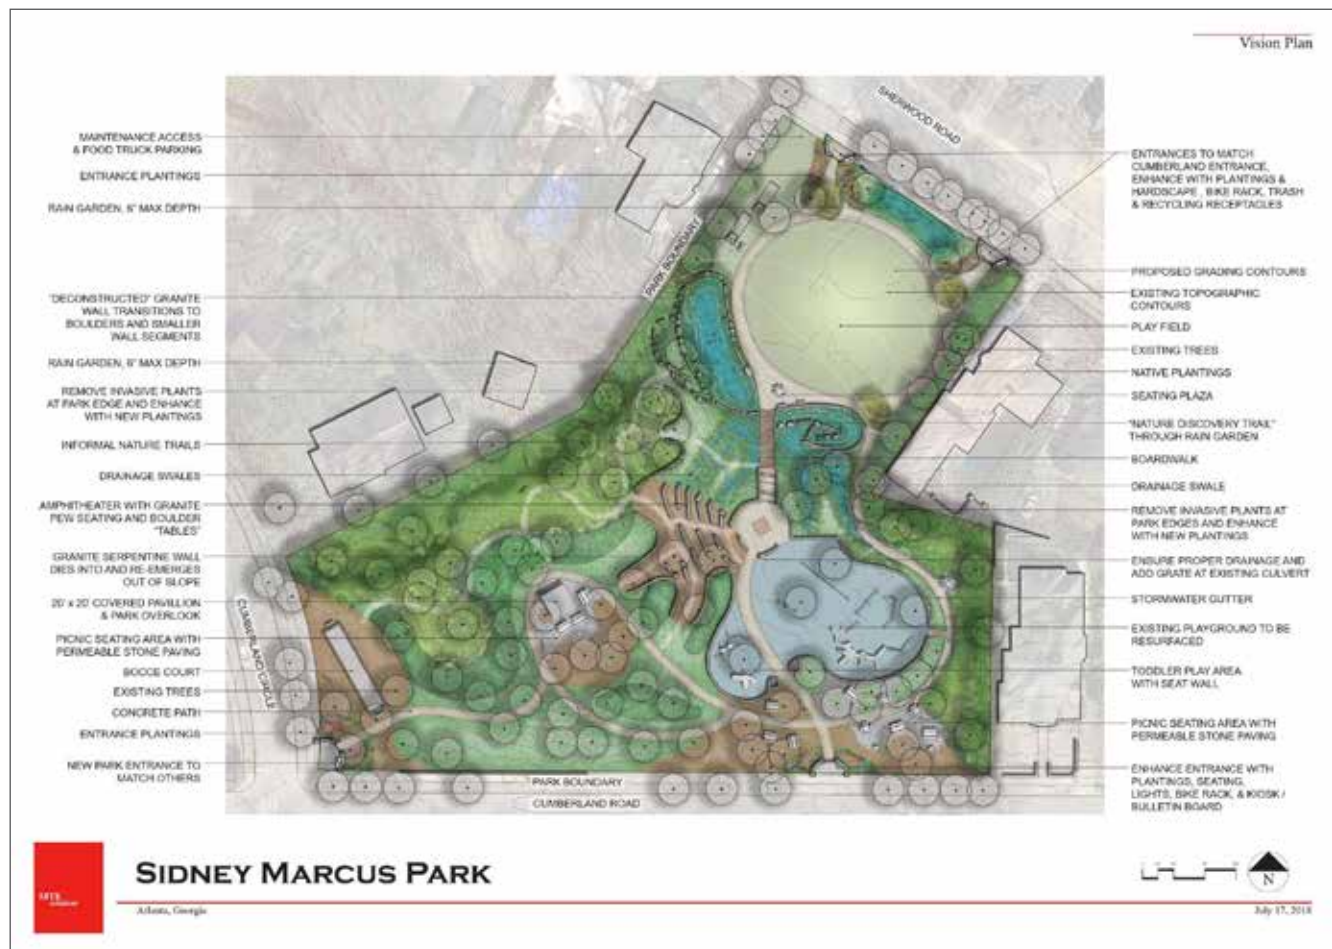 Vision Plan
SHERWOOD ROAD
MAINTENANCE ACCESS
& FOOD TRUCK PARKING
ENTRANCE PLANTINGS
RAIN GARDEN, 6" MAX DEPTH
"DECONSTRUCTED" GRANITE
WALL TRANSITIONS TO
BOULDERS AND SMALLER
WALL SEGMENTS
RAIN GARDEN, 6" MAX DEPTH
REMOVE INVASIVE PLANTS
AT PARK EDGE AND ENHANCE
WITH NEW PLANTINGS
INFORMAL NATURE TRAILS
DRAINAGE SWALES
AMPHITHEATER WITH GRANITE
PEW SEATING AND BOULDER
"TABLES"
GRANITE SERPENTINE WALL
DIES INTO AND RE-EMERGES
OUT OF SLOPE
20' x 20' COVERED PAVILLION
& PARK OVERLOOK
PICNIC SEATING AREA WITH
PERMEABLE STONE PAVING
BOCCE COURT
EXISTING TREES
CONCRETE PATH
ENTRANCE PLANTINGS
NEW PARK ENTRANCE TO
MATCH OTHERS
PARK BOUNDARY
CUMBERLAND CIRCLE
PARK BOUNDARY
CUMBERLAND ROAD
ENTRANCES TO MATCH
CUMBERLAND ENTRANCE,
ENHANCE WITH PLANTINGS &
HARDSCAPE , BIKE RACK, TRASH
& RECYCLING RECEPTACLES
PROPOSED GRADING CONTOURS
EXISTING TOPOGRAPHIC
CONTOURS
PLAY FIELD
EXISTING TREES
NATIVE PLANTINGS
SEATING PLAZA
"NATURE DISCOVERY TRAIL"
THROUGH RAIN GARDEN
BOARDWALK
DRAINAGE SWALE
REMOVE INVASIVE PLANTS AT
PARK EDGES AND ENHANCE
WITH NEW PLANTINGS
ENSURE PROPER DRAINAGE AND
ADD GRATE AT EXISTING CULVERT
STORMWATER GUTTER
EXISTING PLAYGROUND TO BE
RESURFACED
TODDLER PLAY AREA
WITH SEAT WALL
PICNIC SEATING AREA WITH
PERMEABLE STONE PAVING
ENHANCE ENTRANCE WITH
PLANTINGS, SEATING,
LIGHTS, BIKE RACK, & KIOSK /
BULLETIN BOARD
SIDNEY MARCUS PARK
N
Atlanta, Georgia
July 17, 2018